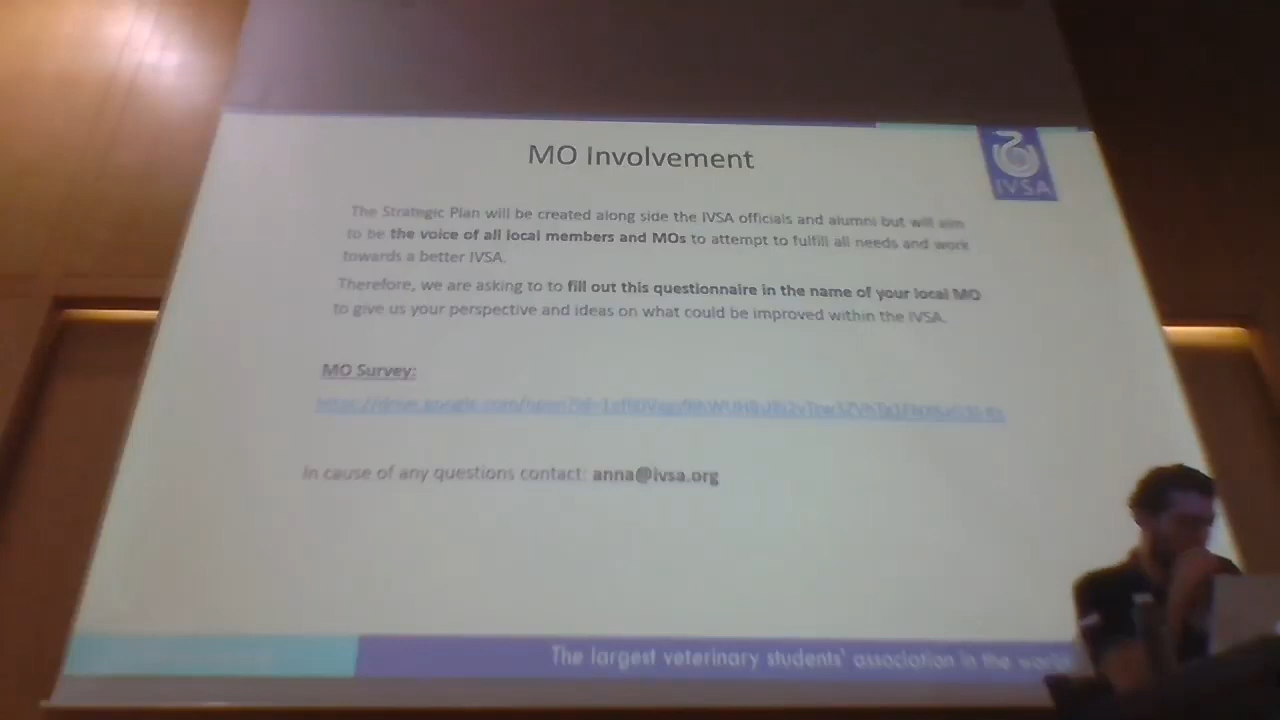 MO Involvement
IVSA
The Strategic Plan will be created along side the IVSA officials and alumni but will aim
to be the voice of all local members and MOs to attempt to fulfill all needs and work
towards a better IVSA.
Therefore, we are asking to to fill out this questionnaire in the name of your local MO
to give us your perspective and ideas on what could be improved within the IVSA.
MO Survey:
In cause of any questions contact: anna@ivsa.org
The largest veterinary students' association in the world